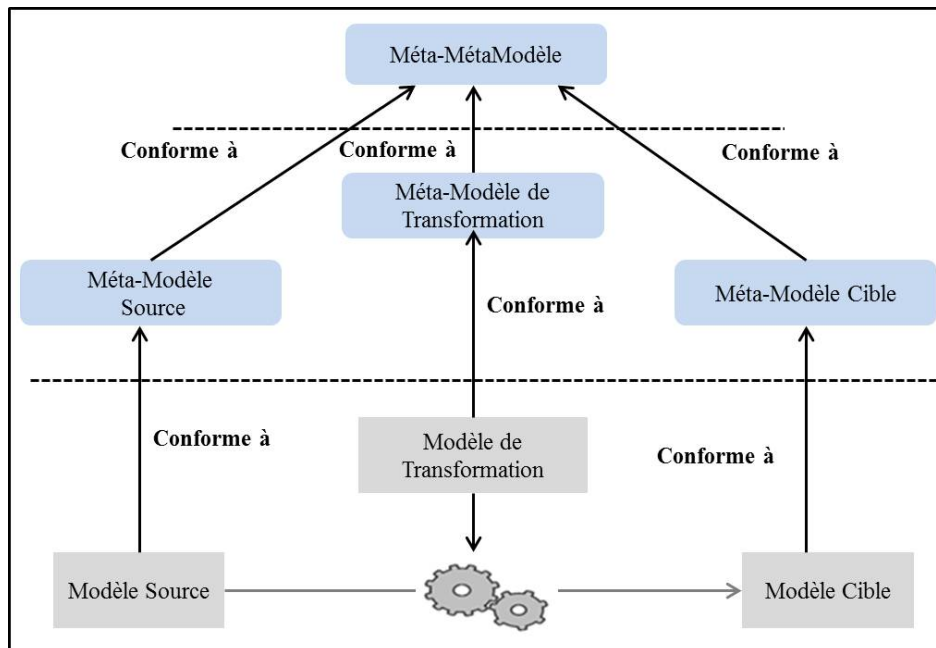 Méta-MétaModèle
Conforme à
Conforme à
Conforme à
Méta-Modèle de
Transformation
Méta-Modèle
Source
Conforme à
Méta-Modèle Cible
Conforme à
Modèle de
Transformation
Conforme à
Modèle Source
Modèle Cible